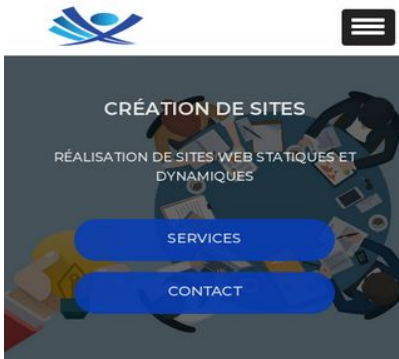 CRÉATION DE SITES
RÉALISATION DE SITES WEB STATIQUES ET
DYNAMIQUES
SERVICES
CONTACT